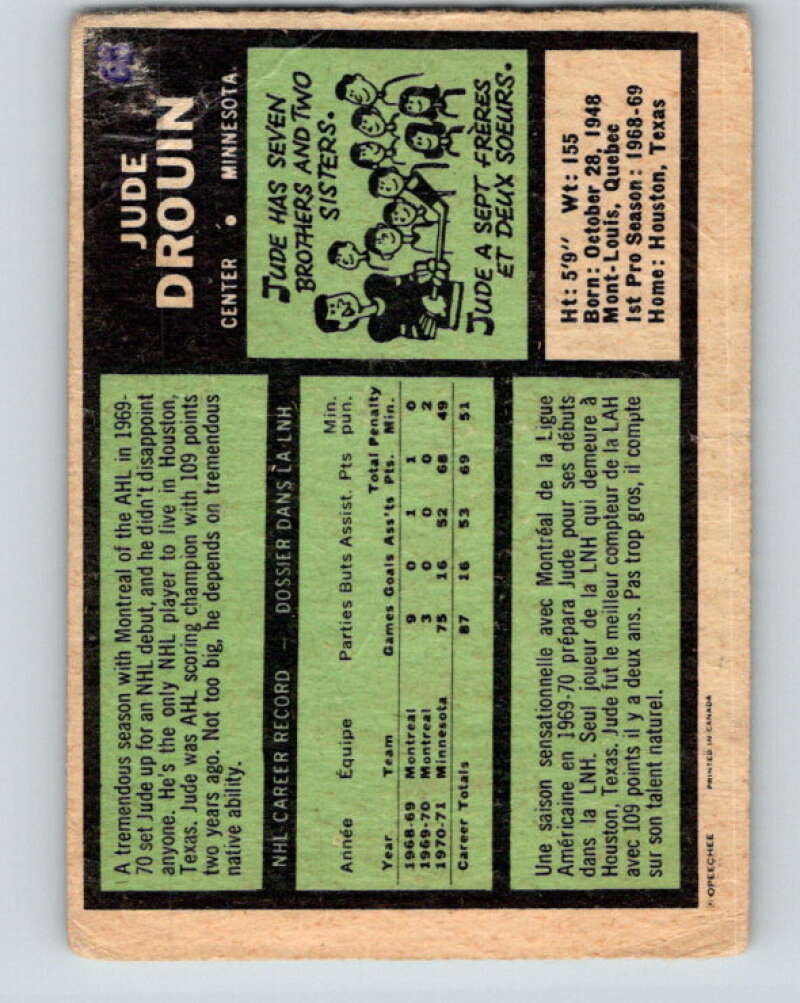 JUDE
DROUIN
CENTER • MINNESOTA
JUDE HAS SEVEN
BROTHERS AND TWO
SISTERS.
JUDE A SEPT FRÈRES
ET DEUX SOEURS.
Ht: 5'9" Wt: 155
Born: October 28, 1948
Mont-Louis, Quebec
1st Pro Season: 1968-69
Home: Houston, Texas
A tremendous season with Montreal of the AHL in 1969-
70 set Jude up for an NHL debut, and he didn't disappoint
anyone. He's the only NHL player to live in Houston,
Texas. Jude was AHL scoring champion with 109 points
two years ago. Not too big, he depends on tremendous
native ability.
NHL CAREER RECORD — DOSSIER DANS LA LNH
Min.
Année Équipe Parties Buts Assist. Pts pun.
Total Penalty
Year Team Games Goals Ass'ts Pts. Min.
1968-69 Montreal 9 0 1 1 0
1969-70 Montreal 3 0 0 0 2
1970-71 Minnesota 75 16 52 68 49
Career Totals 87 16 53 69 51
Une saison sensationnelle avec Montréal de la Ligue
Américaine en 1969-70 prépara Jude pour ses débuts
dans la LNH. Seul joueur de la LNH qui demeure à
Houston, Texas. Jude fut le meilleur compteur de la LAH
avec 109 points il y a deux ans. Pas trop gros, il compte
sur son talent naturel.
OPEECHEE PRINTED IN CANADA